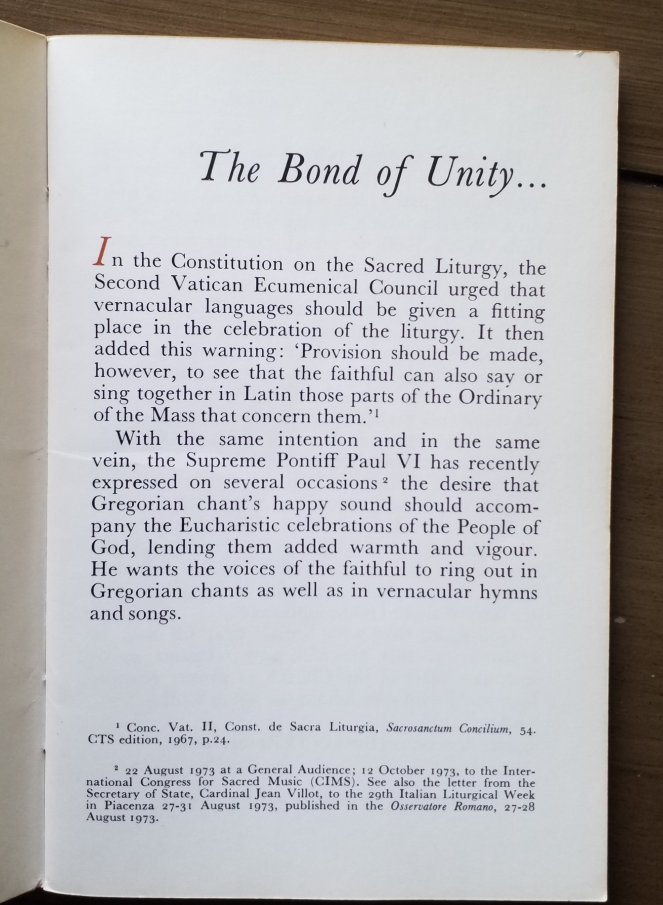 The Bond of Unity...
In the Constitution on the Sacred Liturgy, the
Second Vatican Ecumenical Council urged that
vernacular languages should be given a fitting
place in the celebration of the liturgy. It then
added this warning: ‘Provision should be made,
however, to see that the faithful can also say or
sing together in Latin those parts of the Ordinary
of the Mass that concern them.’¹
With the same intention and in the same
vein, the Supreme Pontiff Paul VI has recently
expressed on several occasions ² the desire that
Gregorian chant’s happy sound should accom-
pany the Eucharistic celebrations of the People of
God, lending them added warmth and vigour.
He wants the voices of the faithful to ring out in
Gregorian chants as well as in vernacular hymns
and songs.
¹ Conc. Vat. II, Const. de Sacra Liturgia, Sacrosanctum Concilium, 54.
CTS edition, 1967, p.24.
² 22 August 1973 at a General Audience; 12 October 1973, to the Inter-
national Congress for Sacred Music (CIMS). See also the letter from the
Secretary of State, Cardinal Jean Villot, to the 29th Italian Liturgical Week
in Piacenza 27-31 August 1973, published in the Osservatore Romano, 27-28
August 1973.